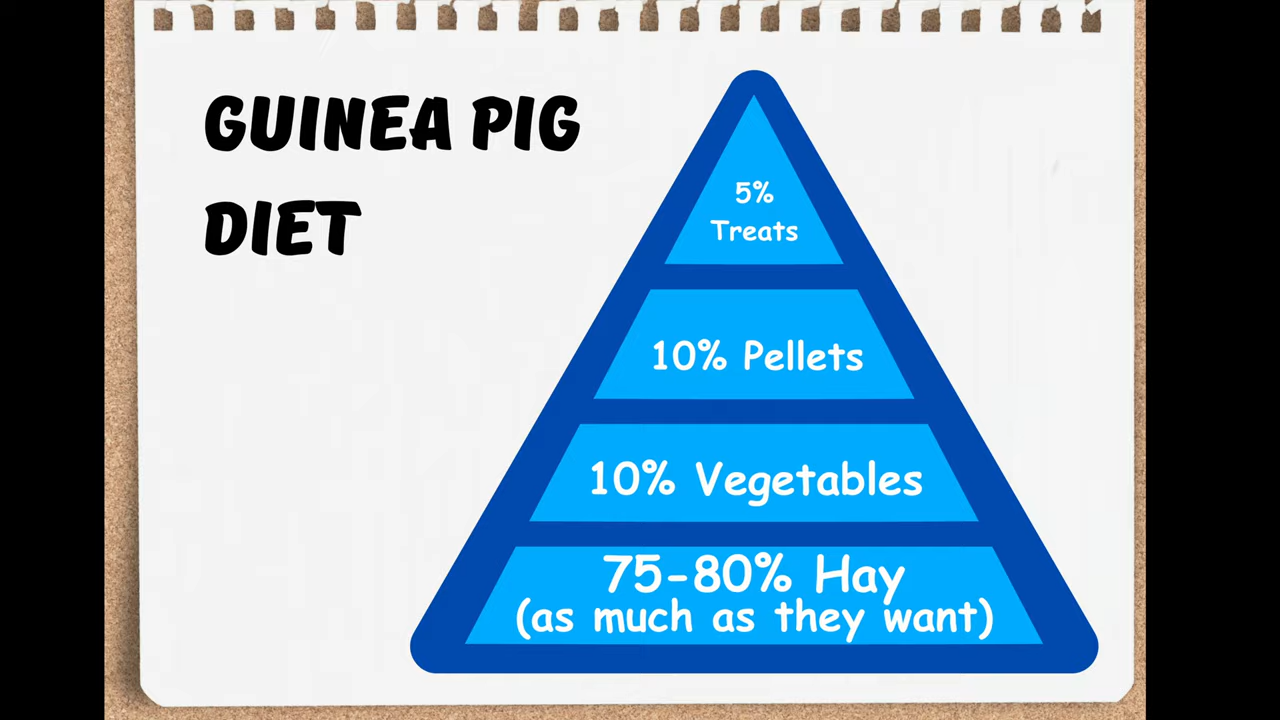 GUINEA PIG
DIET
5%
Treats
10% Pellets
10% Vegetables
75-80% Hay
(as much as they want)